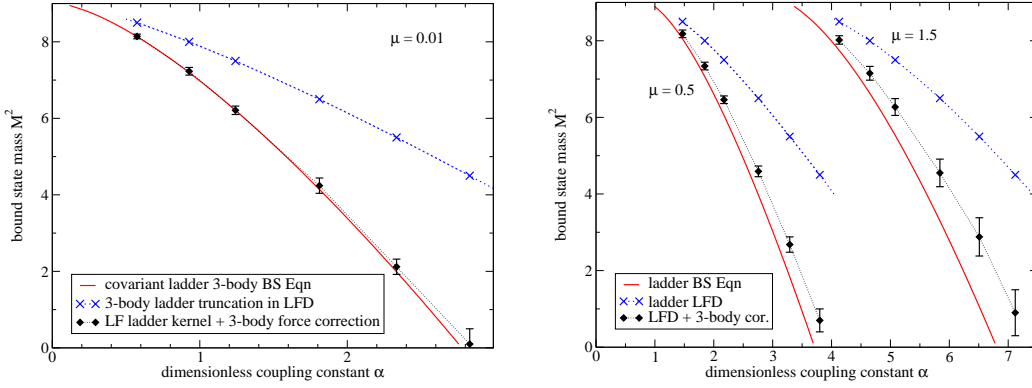 8
6
4
2
0
bound state mass M²
μ = 0.01
covariant ladder 3-body BS Eqn
3-body ladder truncation in LFD
LF ladder kernel + 3-body force correction
0 1 2
dimensionless coupling constant α
8
6
4
2
0
bound state mass M²
μ = 1.5
μ = 0.5
ladder BS Eqn
ladder LFD
LFD + 3-body cor.
0 1 2 3 4 5 6 7
dimensionless coupling constant α